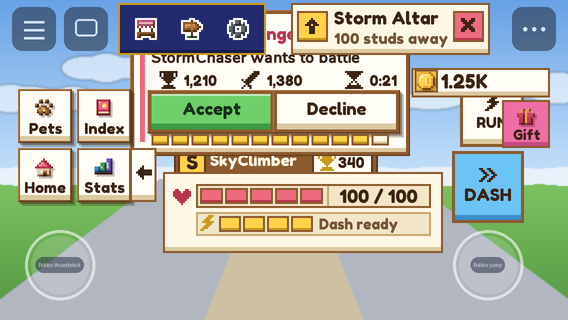 Storm Altar
100 studs away
StormChaser wants to battle
1,210
1,380
0:21
1.25K
Accept
Decline
Pets
Index
RUN
Gift
S
SkyClimber
340
Home
Stats
DASH
100 / 100
Dash ready
Roblox thumbstick
Roblox jump